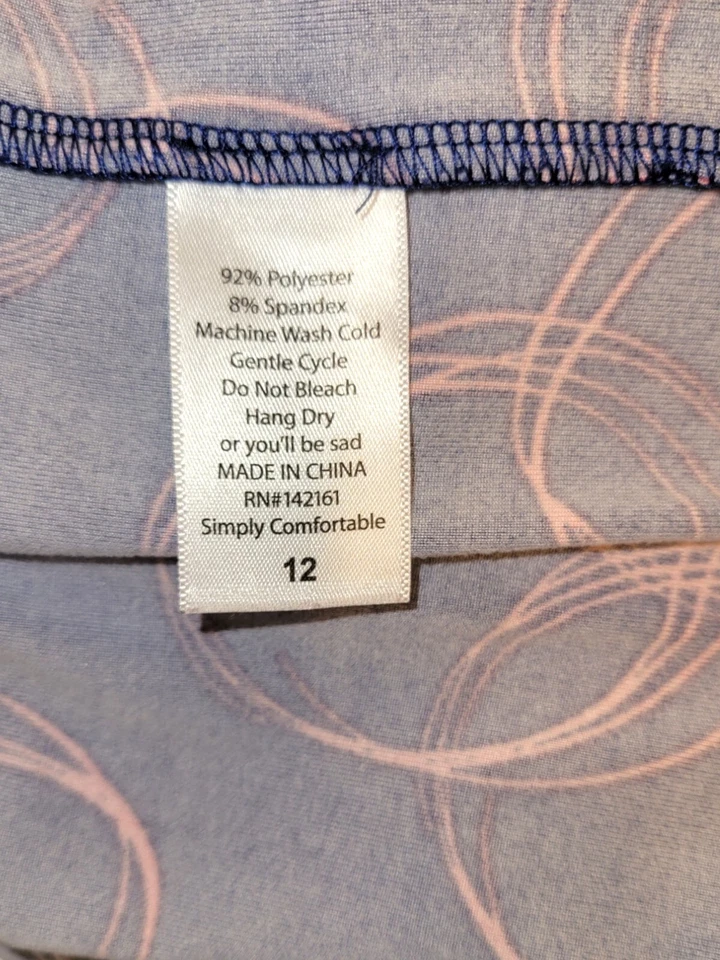 92% Polyester
8% Spandex
Machine Wash Cold
Gentle Cycle
Do Not Bleach
Hang Dry
or you'll be sad
MADE IN CHINA
RN#142161
Simply Comfortable
12